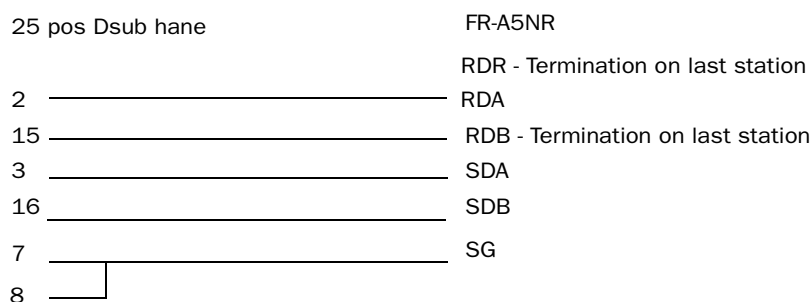 25 pos Dsub hane FR-A5NR
RDR - Termination on last station
2 RDA
15 RDB - Termination on last station
3 SDA
16 SDB
7 SG
8